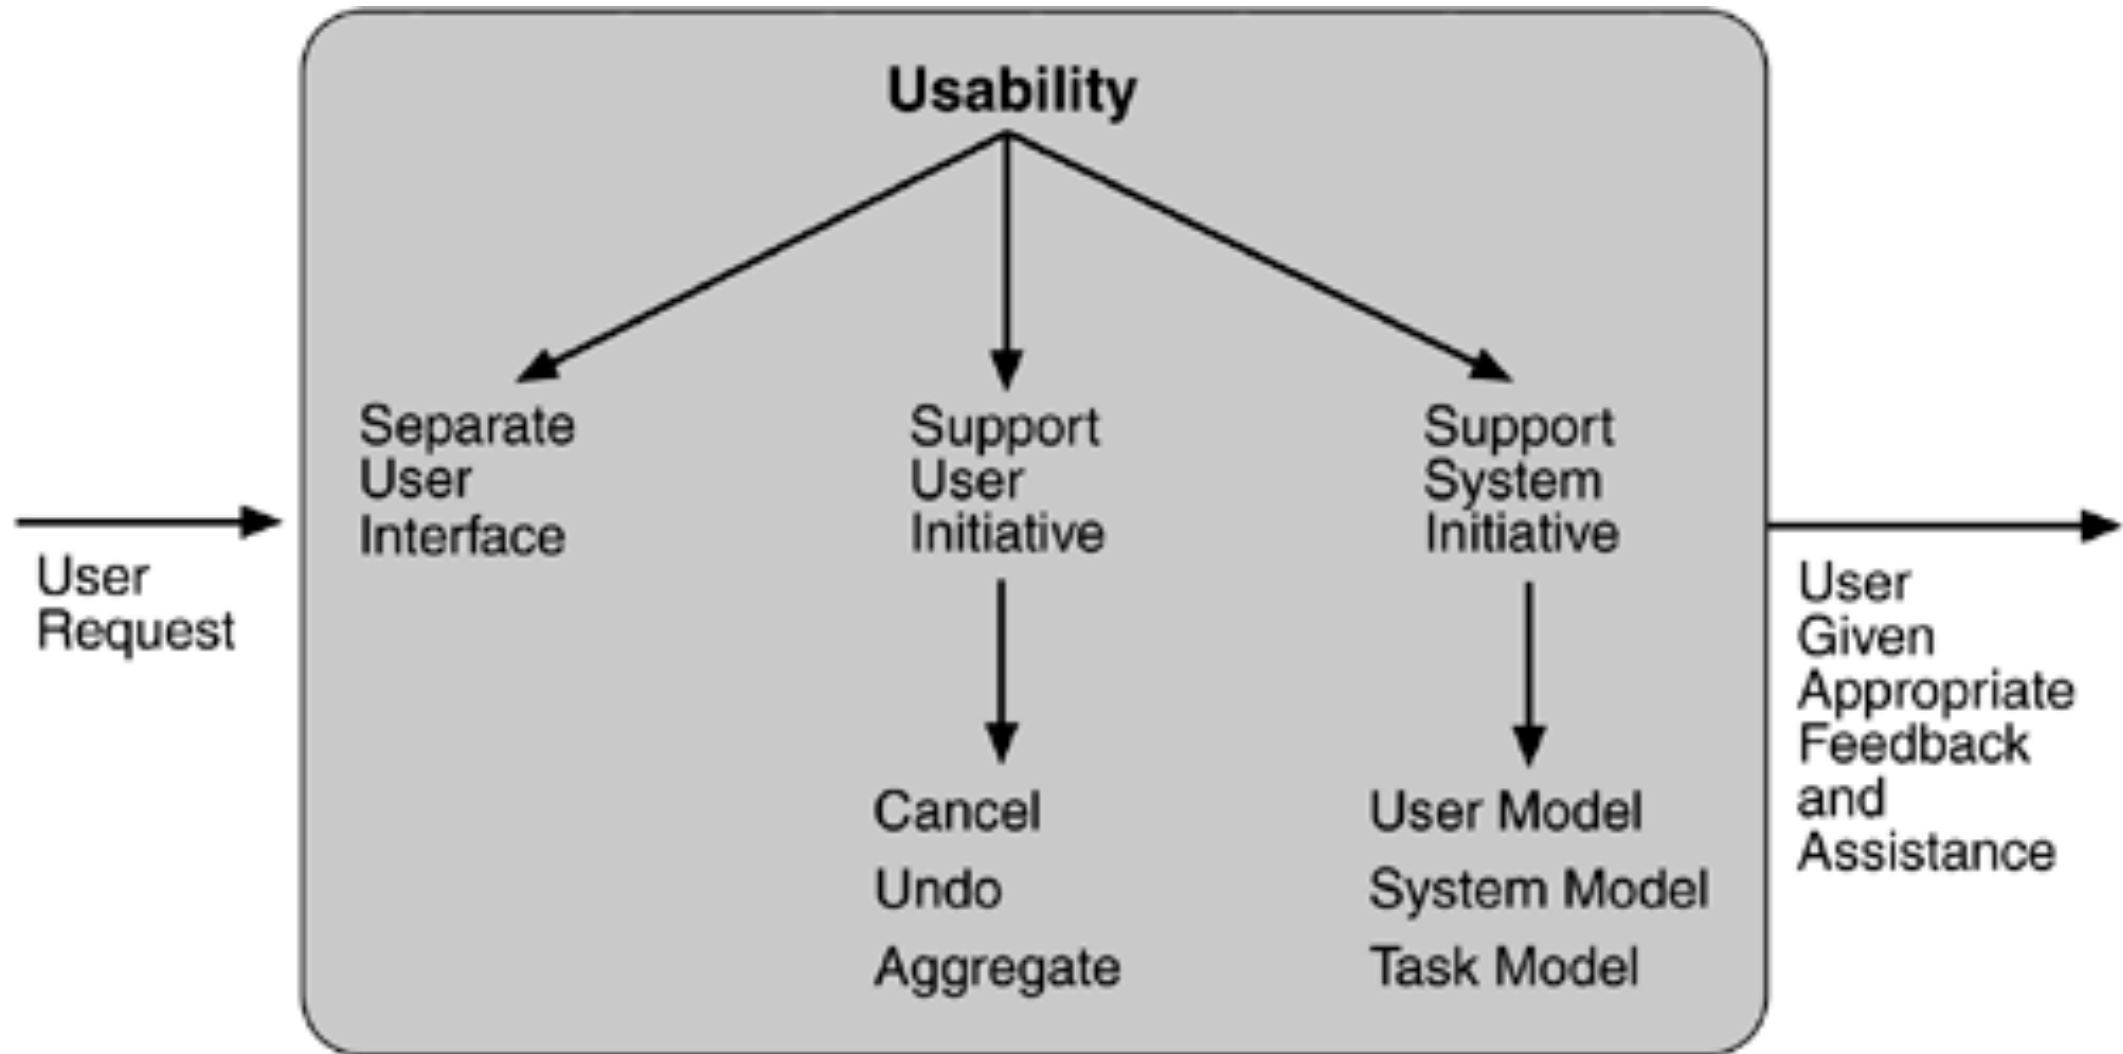 Usability
Separate
User
Interface
Support
User
Initiative
Support
System
Initiative
User
Request
Cancel
Undo
Aggregate
User Model
System Model
Task Model
User
Given
Appropriate
Feedback
and
Assistance